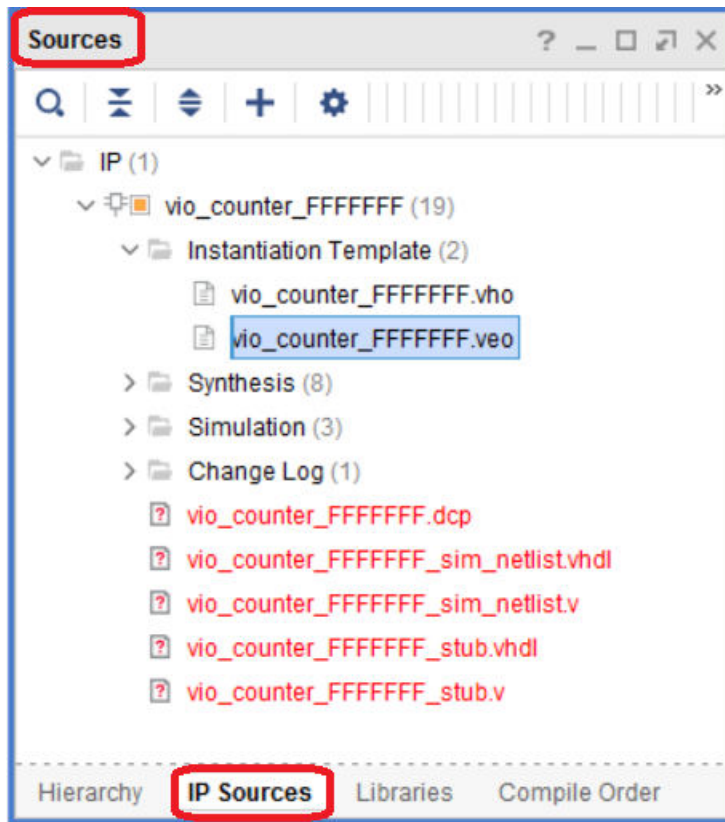 Sources
IP (1)
vio_counter_FFFFFFF (19)
Instantiation Template (2)
vio_counter_FFFFFFF.vho
vio_counter_FFFFFFF.veo
Synthesis (8)
Simulation (3)
Change Log (1)
vio_counter_FFFFFFF.dcp
vio_counter_FFFFFFF_sim_netlist.vhdl
vio_counter_FFFFFFF_sim_netlist.v
vio_counter_FFFFFFF_stub.vhdl
vio_counter_FFFFFFF_stub.v
Hierarchy IP Sources Libraries Compile Order